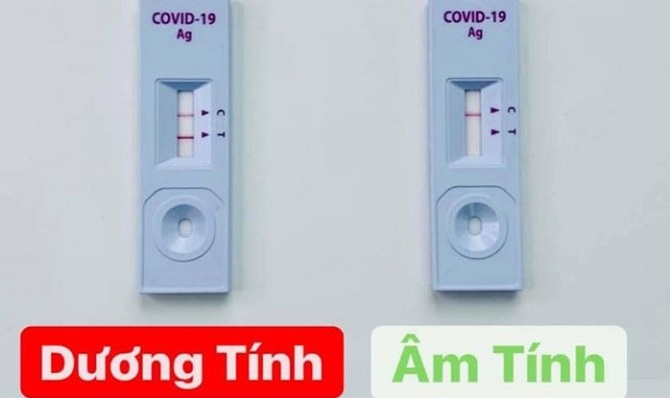 COVID-19
Ag
C
T
COVID-19
Ag
C
T
Dương Tính
Âm Tính